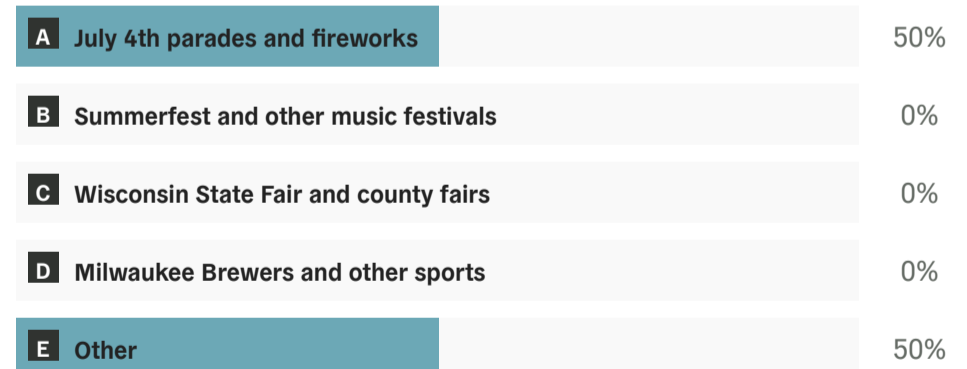 A July 4th parades and fireworks 50%
B Summerfest and other music festivals 0%
C Wisconsin State Fair and county fairs 0%
D Milwaukee Brewers and other sports 0%
E Other 50%